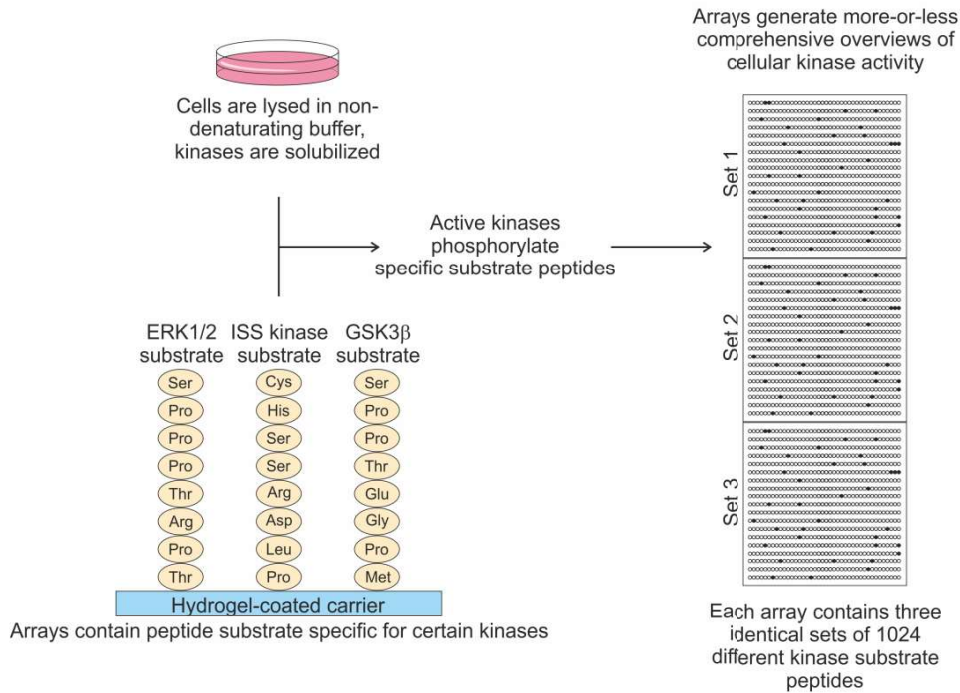 Arrays generate more-or-less
comprehensive overviews of
cellular kinase activity
Cells are lysed in non-
denaturating buffer,
kinases are solubilized
Active kinases
phosphorylate
specific substrate peptides
Set 1
Set 2
Set 3
ERK1/2
substrate
ISS kinase
substrate
GSK3β
substrate
Ser
Pro
Pro
Pro
Thr
Arg
Pro
Thr
Cys
His
Ser
Ser
Arg
Asp
Leu
Pro
Ser
Pro
Pro
Thr
Glu
Gly
Pro
Met
Hydrogel-coated carrier
Arrays contain peptide substrate specific for certain kinases
Each array contains three
identical sets of 1024
different kinase substrate
peptides